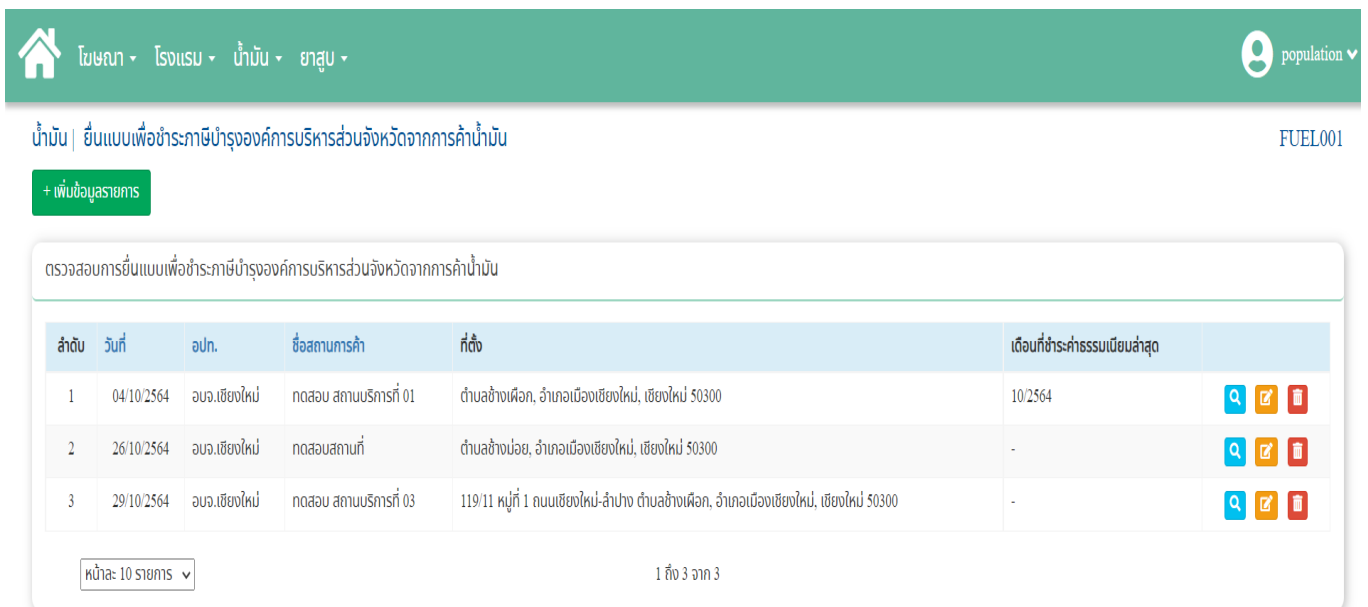 โฆษณา โรงแรม น้ำมัน ยาสูบ population
น้ำมัน | ยื่นแบบเพื่อชำระภาษีบำรุงองค์การบริหารส่วนจังหวัดจากการค้าน้ำมัน FUEL001
+ เพิ่มข้อมูลรายการ
ตรวจสอบการยื่นแบบเพื่อชำระภาษีบำรุงองค์การบริหารส่วนจังหวัดจากการค้าน้ำมัน
ลำดับ วันที่ อปท. ชื่อสถานการค้า ที่ตั้ง เดือนที่ชำระค่าธรรมเนียมล่าสุด
1 04/10/2564 อบจ.เชียงใหม่ ทดสอบ สถานบริการที่ 01 ตำบลช้างเผือก, อำเภอเมืองเชียงใหม่, เชียงใหม่ 50300 10/2564
2 26/10/2564 อบจ.เชียงใหม่ ทดสอบสถานที่ ตำบลช้างม่อย, อำเภอเมืองเชียงใหม่, เชียงใหม่ 50300 -
3 29/10/2564 อบจ.เชียงใหม่ ทดสอบ สถานบริการที่ 03 119/11 หมู่ที่ 1 ถนนเชียงใหม่-ลำปาง ตำบลช้างเผือก, อำเภอเมืองเชียงใหม่, เชียงใหม่ 50300 -
หน้าละ 10 รายการ 1 ถึง 3 จาก 3